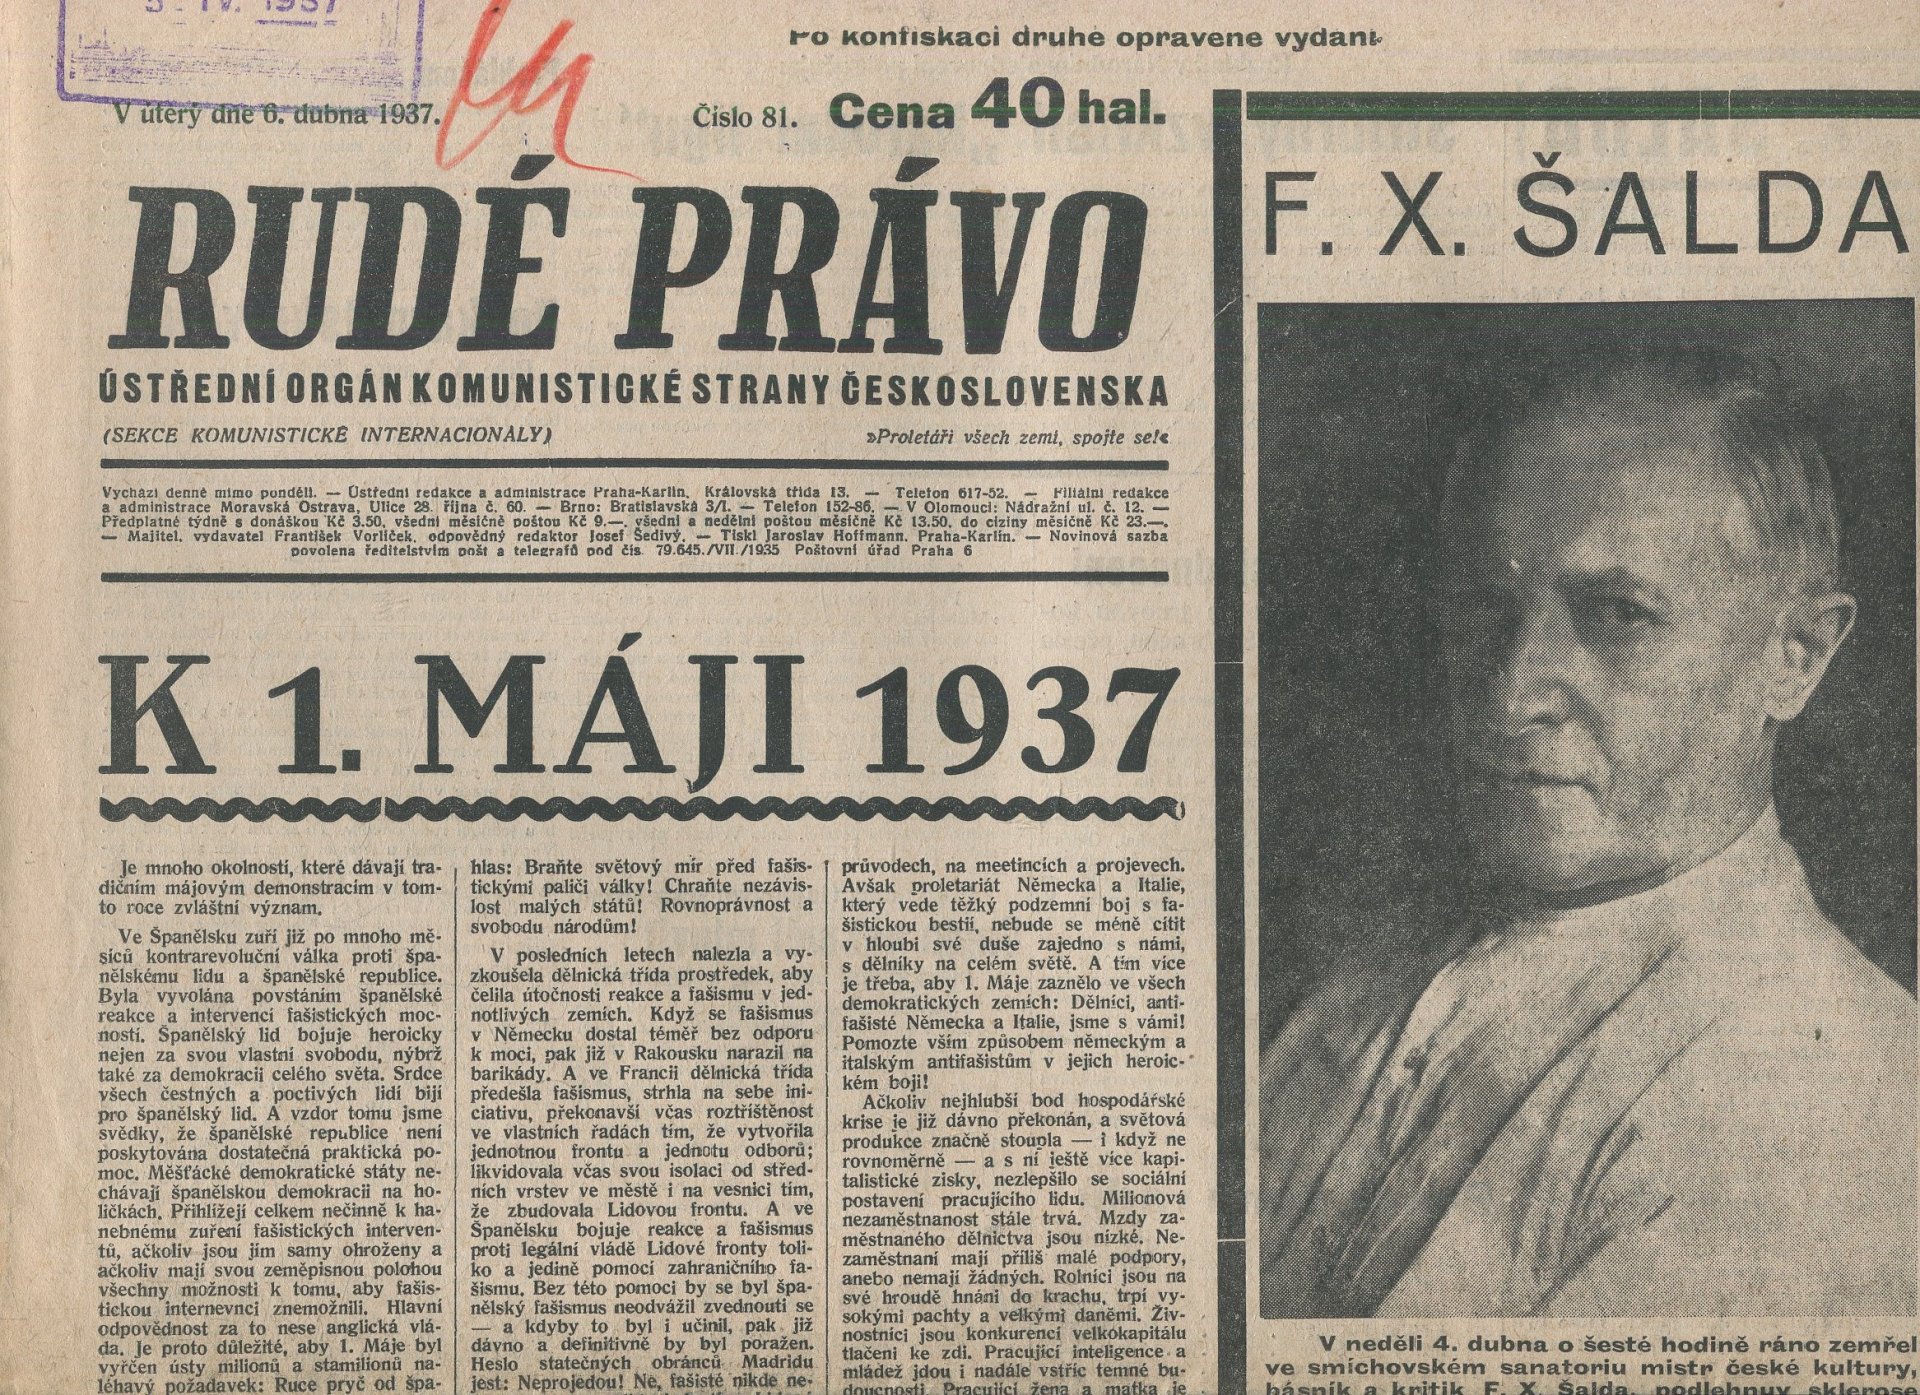 5. IV. 1937
Po konfiskaci druhé opravené vydání.
V úterý dne 6. dubna 1937.
Číslo 81.
Cena 40 hal.
RUDÉ PRÁVO
ÚSTŘEDNÍ ORGÁN KOMUNISTICKÉ STRANY ČESKOSLOVENSKA
(SEKCE KOMUNISTICKÉ INTERNACIONÁLY)
»Proletáři všech zemí, spojte se!«
Vychází denně mimo pondělí. — Ústřední redakce a administrace Praha-Karlín, Královská třída 13. — Telefon 617-52. — Filiální redakce
a administrace Moravská Ostrava, Ulice 28. října č. 60. — Brno: Bratislavská 3/I. — Telefon 152-86. — V Olomouci: Nádražní ul. č. 12. —
Předplatné týdně s donáškou Kč 3.50, všední měsíčně poštou Kč 9.—, všední a nedělní poštou měsíčně Kč 13.50, do ciziny měsíčně Kč 23.—.
— Majitel, vydavatel František Vorlíček, odpovědný redaktor Josef Šedivý. — Tiskl Jaroslav Hoffmann, Praha-Karlín. — Novinová sazba
povolena ředitelstvím pošt a telegrafů pod čís. 79.645./VII./1935 Poštovní úřad Praha 6
K 1. MÁJI 1937
Je mnoho okolností, které dávají tra-
dičním májovým demonstracím v tom-
to roce zvláštní význam.
Ve Španělsku zuří již po mnoho mě-
síců kontrarevoluční válka proti špa-
nělskému lidu a španělské republice.
Byla vyvolána povstáním španělské
reakce a intervencí fašistických moc-
ností. Španělský lid bojuje heroicky
nejen za svou vlastní svobodu, nýbrž
také za demokracii celého světa. Srdce
všech čestných a poctivých lidí bijí
pro španělský lid. A vzdor tomu jsme
svědky, že španělské republice není
poskytována dostatečná praktická po-
moc. Měšťácké demokratické státy ne-
chávají španělskou demokracii na ho-
ličkách. Přihlížejí celkem nečinně k ha-
nebnému zuření fašistických interven-
tů, ačkoliv jsou jím samy ohroženy a
ačkoliv mají svou zeměpisnou polohou
všechny možnosti k tomu, aby fašis-
tickou internevnci znemožnili. Hlavní
odpovědnost za to nese anglická vlá-
da. Je proto důležité, aby 1. Máje byl
vyřčen ústy milionů a stamilionů na-
léhavý požadavek: Ruce pryč od špa-
hlas: Braňte světový mír před fašis-
tickými paliči války! Chraňte nezávis-
lost malých států! Rovnoprávnost a
svobodu národům!
V posledních letech nalezla a vy-
zkoušela dělnická třída prostředek, aby
čelila útočnosti reakce a fašismu v jed-
notlivých zemích. Když se fašismus
v Německu dostal téměř bez odporu
k moci, pak již v Rakousku narazil na
barikády. A ve Francii dělnická třída
předešla fašismus, strhla na sebe ini-
ciativu, překonavši včas roztříštěnost
ve vlastních řadách tím, že vytvořila
jednotnou frontu a jednotu odborů;
likvidovala včas svou isolaci od střed-
ních vrstev ve městě i na vesnici tím,
že zbudovala Lidovou frontu. A ve
Španělsku bojuje reakce a fašismus
proti legální vládě Lidové fronty toli-
ko a jedině pomocí zahraničního fa-
šismu. Bez této pomoci by se byl špa-
nělský fašismus neodvážil zvednouti se
— a kdyby to byl i učinil, pak již
dávno a definitivně by byl poražen.
Heslo statečných obránců Madridu
jest: Neprojedou! Ne, fašisté nikde ne-
průvodech, na meetincích a projevech.
Avšak proletariát Německa a Italie,
který vede těžký podzemní boj s fa-
šistickou bestií, nebude se méně cítit
v hloubi své duše zajedno s námi,
s dělníky na celém světě. A tím více
je třeba, aby 1. Máje zaznělo ve všech
demokratických zemích: Dělníci, anti-
fašisté Německa a Italie, jsme s vámi!
Pomozte vším způsobem německým a
italským antifašistům v jejich heroic-
kém boji!
Ačkoliv nejhlubší bod hospodářské
krise je již dávno překonán, a světová
produkce značně stoupla — i když ne
rovnoměrně — a s ní ještě více kapi-
talistické zisky, nezlepšilo se sociální
postavení pracujícího lidu. Milionová
nezaměstnanost stále trvá. Mzdy za-
městnaného dělnictva jsou nízké. Ne-
zaměstnaní mají příliš malé podpory,
anebo nemají žádných. Rolníci jsou na
své hroudě hnáni do krachu, trpí vy-
sokými pachty a velkými daněmi. Živ-
nostníci jsou konkurencí velkokapitálu
tlačeni ke zdi. Pracující inteligence a
mládež jdou i nadále vstříc temné bu-
doucnosti. Pracující žena a matka je
F. X. ŠALDA
V neděli 4. dubna o šesté hodině ráno zemřel
ve smíchovském sanatoriu mistr české kultury,
básník a kritik F. X. Šalda, podlehnuv